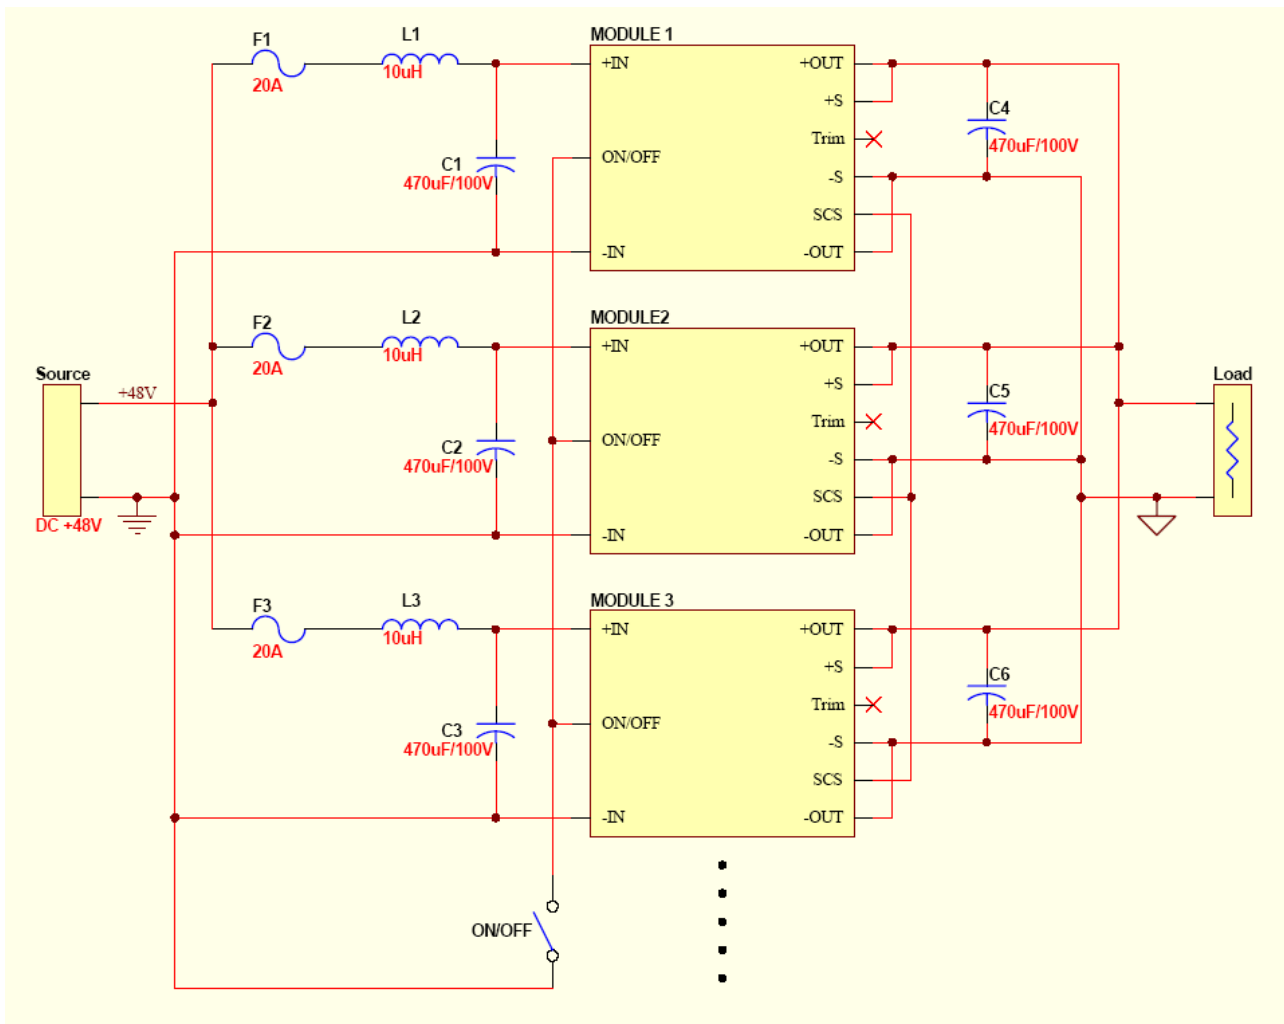 MODULE 1
F1
20A
L1
10uH
C1
470uF/100V
+IN
ON/OFF
-IN
+OUT
+S
Trim
-S
SCS
-OUT
C4
470uF/100V
MODULE2
F2
20A
L2
10uH
C2
470uF/100V
+IN
ON/OFF
-IN
+OUT
+S
Trim
-S
SCS
-OUT
C5
470uF/100V
Source
+48V
DC +48V
Load
MODULE 3
F3
20A
L3
10uH
C3
470uF/100V
+IN
ON/OFF
-IN
+OUT
+S
Trim
-S
SCS
-OUT
C6
470uF/100V
ON/OFF